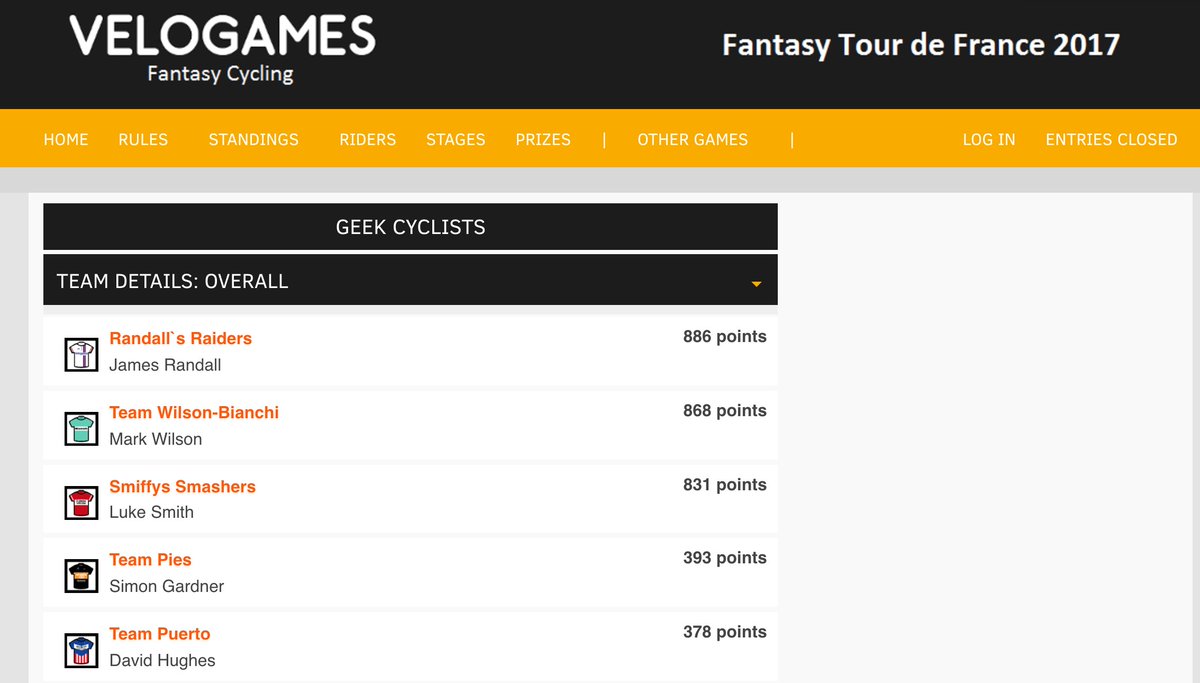 VELOGAMES
Fantasy Cycling
Fantasy Tour de France 2017
HOME RULES STANDINGS RIDERS STAGES PRIZES | OTHER GAMES | LOG IN ENTRIES CLOSED
GEEK CYCLISTS
TEAM DETAILS: OVERALL
Randall`s Raiders 886 points
James Randall
Team Wilson-Bianchi 868 points
Mark Wilson
Smiffys Smashers 831 points
Luke Smith
Team Pies 393 points
Simon Gardner
Team Puerto 378 points
David Hughes